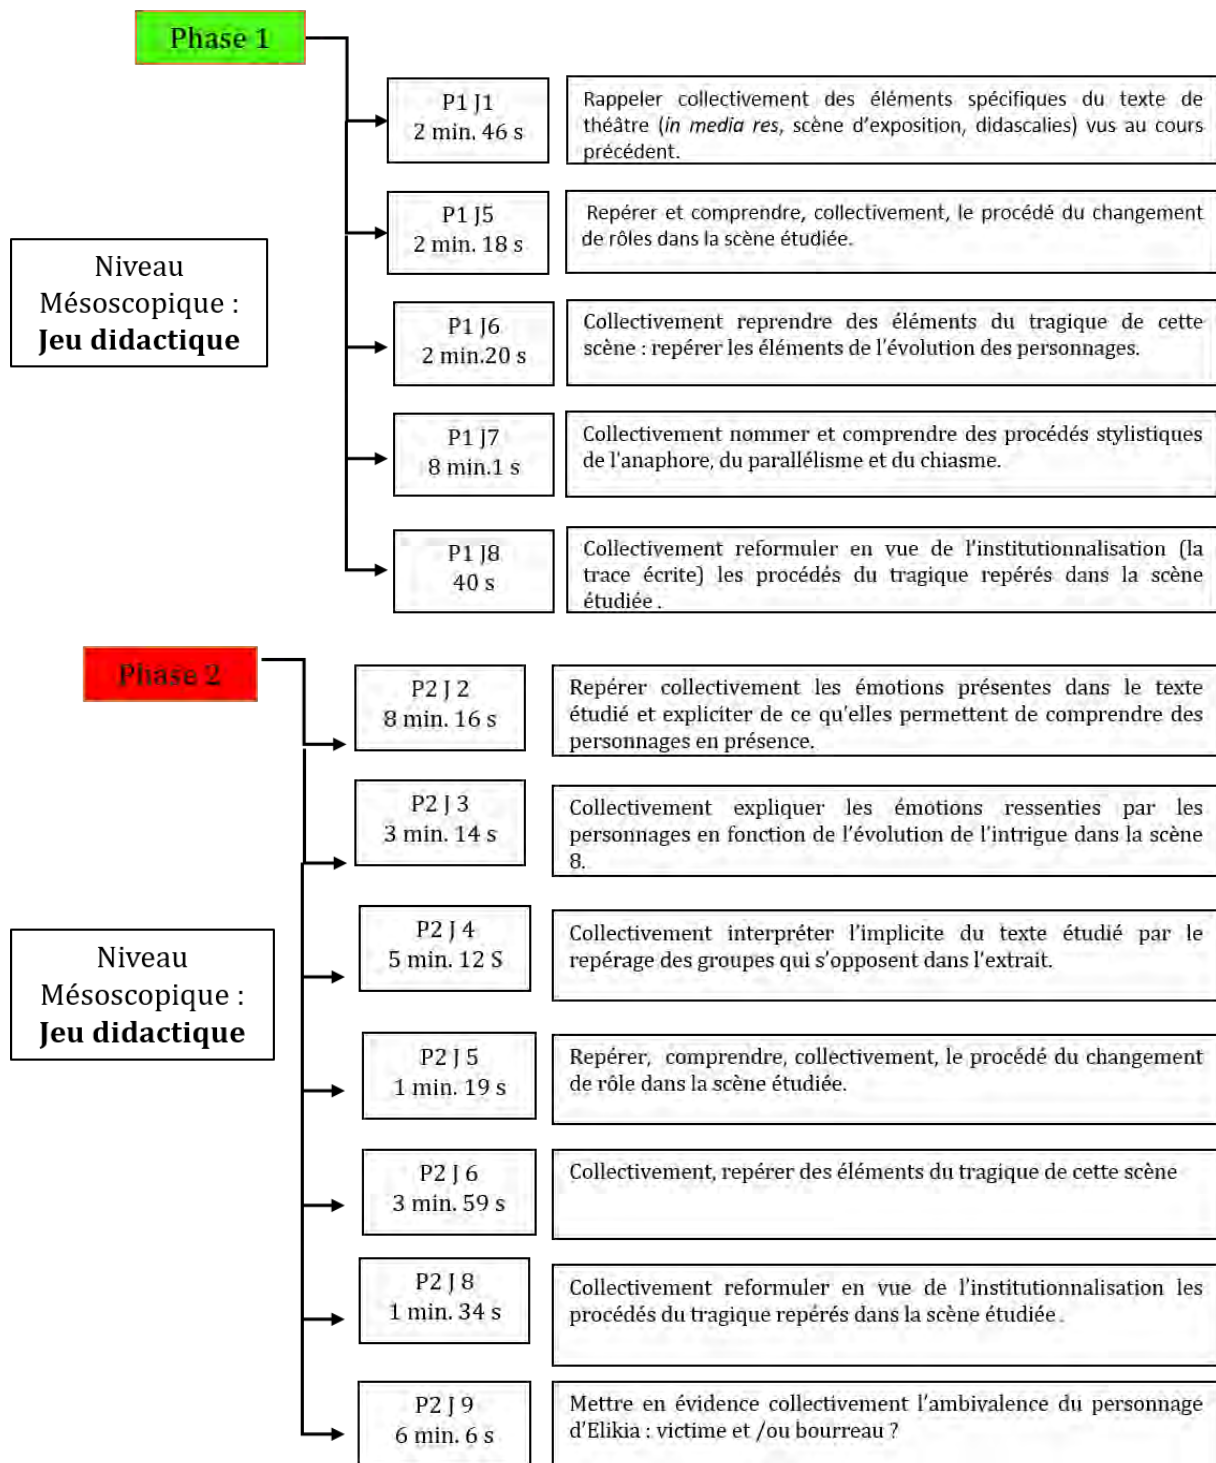 Phase 1
P1 J1
2 min. 46 s
Rappeler collectivement des éléments spécifiques du texte de
théâtre (in media res, scène d'exposition, didascalies) vus au cours
précédent.
P1 J5
2 min. 18 s
Repérer et comprendre, collectivement, le procédé du changement
de rôles dans la scène étudiée.
Niveau
Mésoscopique :
Jeu didactique
P1 J6
2 min.20 s
Collectivement reprendre des éléments du tragique de cette
scène : repérer les éléments de l'évolution des personnages.
P1 J7
8 min.1 s
Collectivement nommer et comprendre des procédés stylistiques
de l'anaphore, du parallélisme et du chiasme.
P1 J8
40 s
Collectivement reformuler en vue de l'institutionnalisation (la
trace écrite) les procédés du tragique repérés dans la scène
étudiée .
Phase 2
P2 J 2
8 min. 16 s
Repérer collectivement les émotions présentes dans le texte
étudié et expliciter de ce qu'elles permettent de comprendre des
personnages en présence.
P2 J 3
3 min. 14 s
Collectivement expliquer les émotions ressenties par les
personnages en fonction de l'évolution de l'intrigue dans la scène
8.
P2 J 4
5 min. 12 S
Collectivement interpréter l'implicite du texte étudié par le
repérage des groupes qui s'opposent dans l'extrait.
Niveau
Mésoscopique :
Jeu didactique
P2 J 5
1 min. 19 s
Repérer, comprendre, collectivement, le procédé du changement
de rôle dans la scène étudiée.
P2 J 6
3 min. 59 s
Collectivement, repérer des éléments du tragique de cette scène
P2 J 8
1 min. 34 s
Collectivement reformuler en vue de l'institutionnalisation les
procédés du tragique repérés dans la scène étudiée .
P2 J 9
6 min. 6 s
Mettre en évidence collectivement l'ambivalence du personnage
d'Elikia : victime et /ou bourreau ?